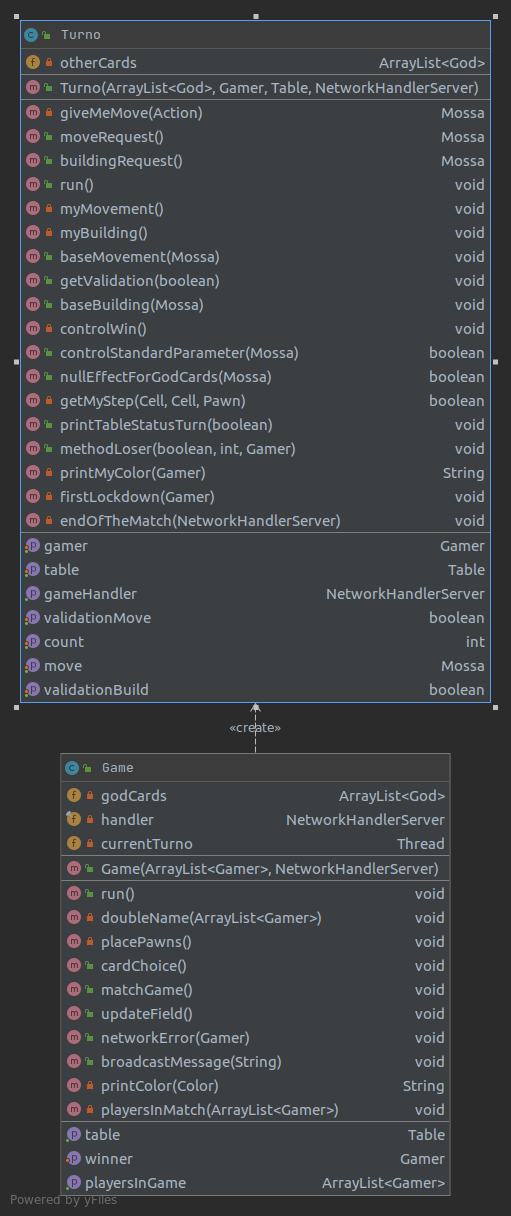 Turno
otherCards ArrayList<God>
Turno(ArrayList<God>, Gamer, Table, NetworkHandlerServer)
giveMeMove(Action) Mossa
moveRequest() Mossa
buildingRequest() Mossa
run() void
myMovement() void
myBuilding() void
baseMovement(Mossa) void
getValidation(boolean) void
baseBuilding(Mossa) void
controlWin() void
controlStandardParameter(Mossa) boolean
nullEffectForGodCards(Mossa) boolean
getMyStep(Cell, Cell, Pawn) boolean
printTableStatusTurn(boolean) void
methodLoser(boolean, int, Gamer) void
printMyColor(Gamer) String
firstLockdown(Gamer) void
endOfTheMatch(NetworkHandlerServer) void
gamer Gamer
table Table
gameHandler NetworkHandlerServer
validationMove boolean
count int
move Mossa
validationBuild boolean
«create»
Game
godCards ArrayList<God>
handler NetworkHandlerServer
currentTurno Thread
Game(ArrayList<Gamer>, NetworkHandlerServer)
run() void
doubleName(ArrayList<Gamer>) void
placePawns() void
cardChoice() void
matchGame() void
updateField() void
networkError(Gamer) void
broadcastMessage(String) void
printColor(Color) String
playersInMatch(ArrayList<Gamer>) void
table Table
winner Gamer
playersInGame ArrayList<Gamer>
Powered by yFiles